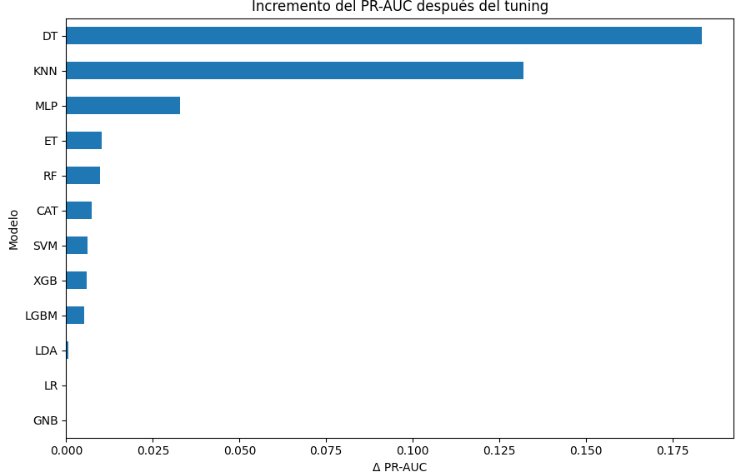 Incremento del PR-AUC después del tuning
Modelo
DT
KNN
MLP
ET
RF
CAT
SVM
XGB
LGBM
LDA
LR
GNB
0.000 0.025 0.050 0.075 0.100 0.125 0.150 0.175
Δ PR-AUC